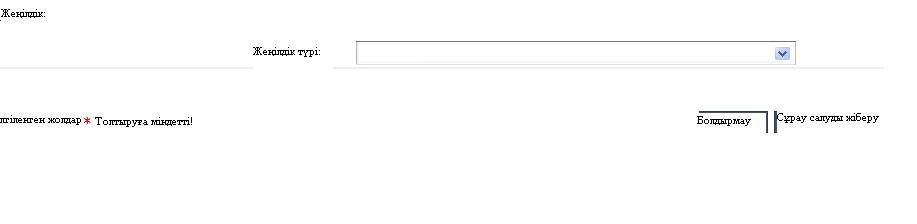 Жеңілдік:
Жеңілдік түрі:
лгіленген жолдар * Толтыруға міндетті!
Болдырмау
Сұрау салуды жіберу